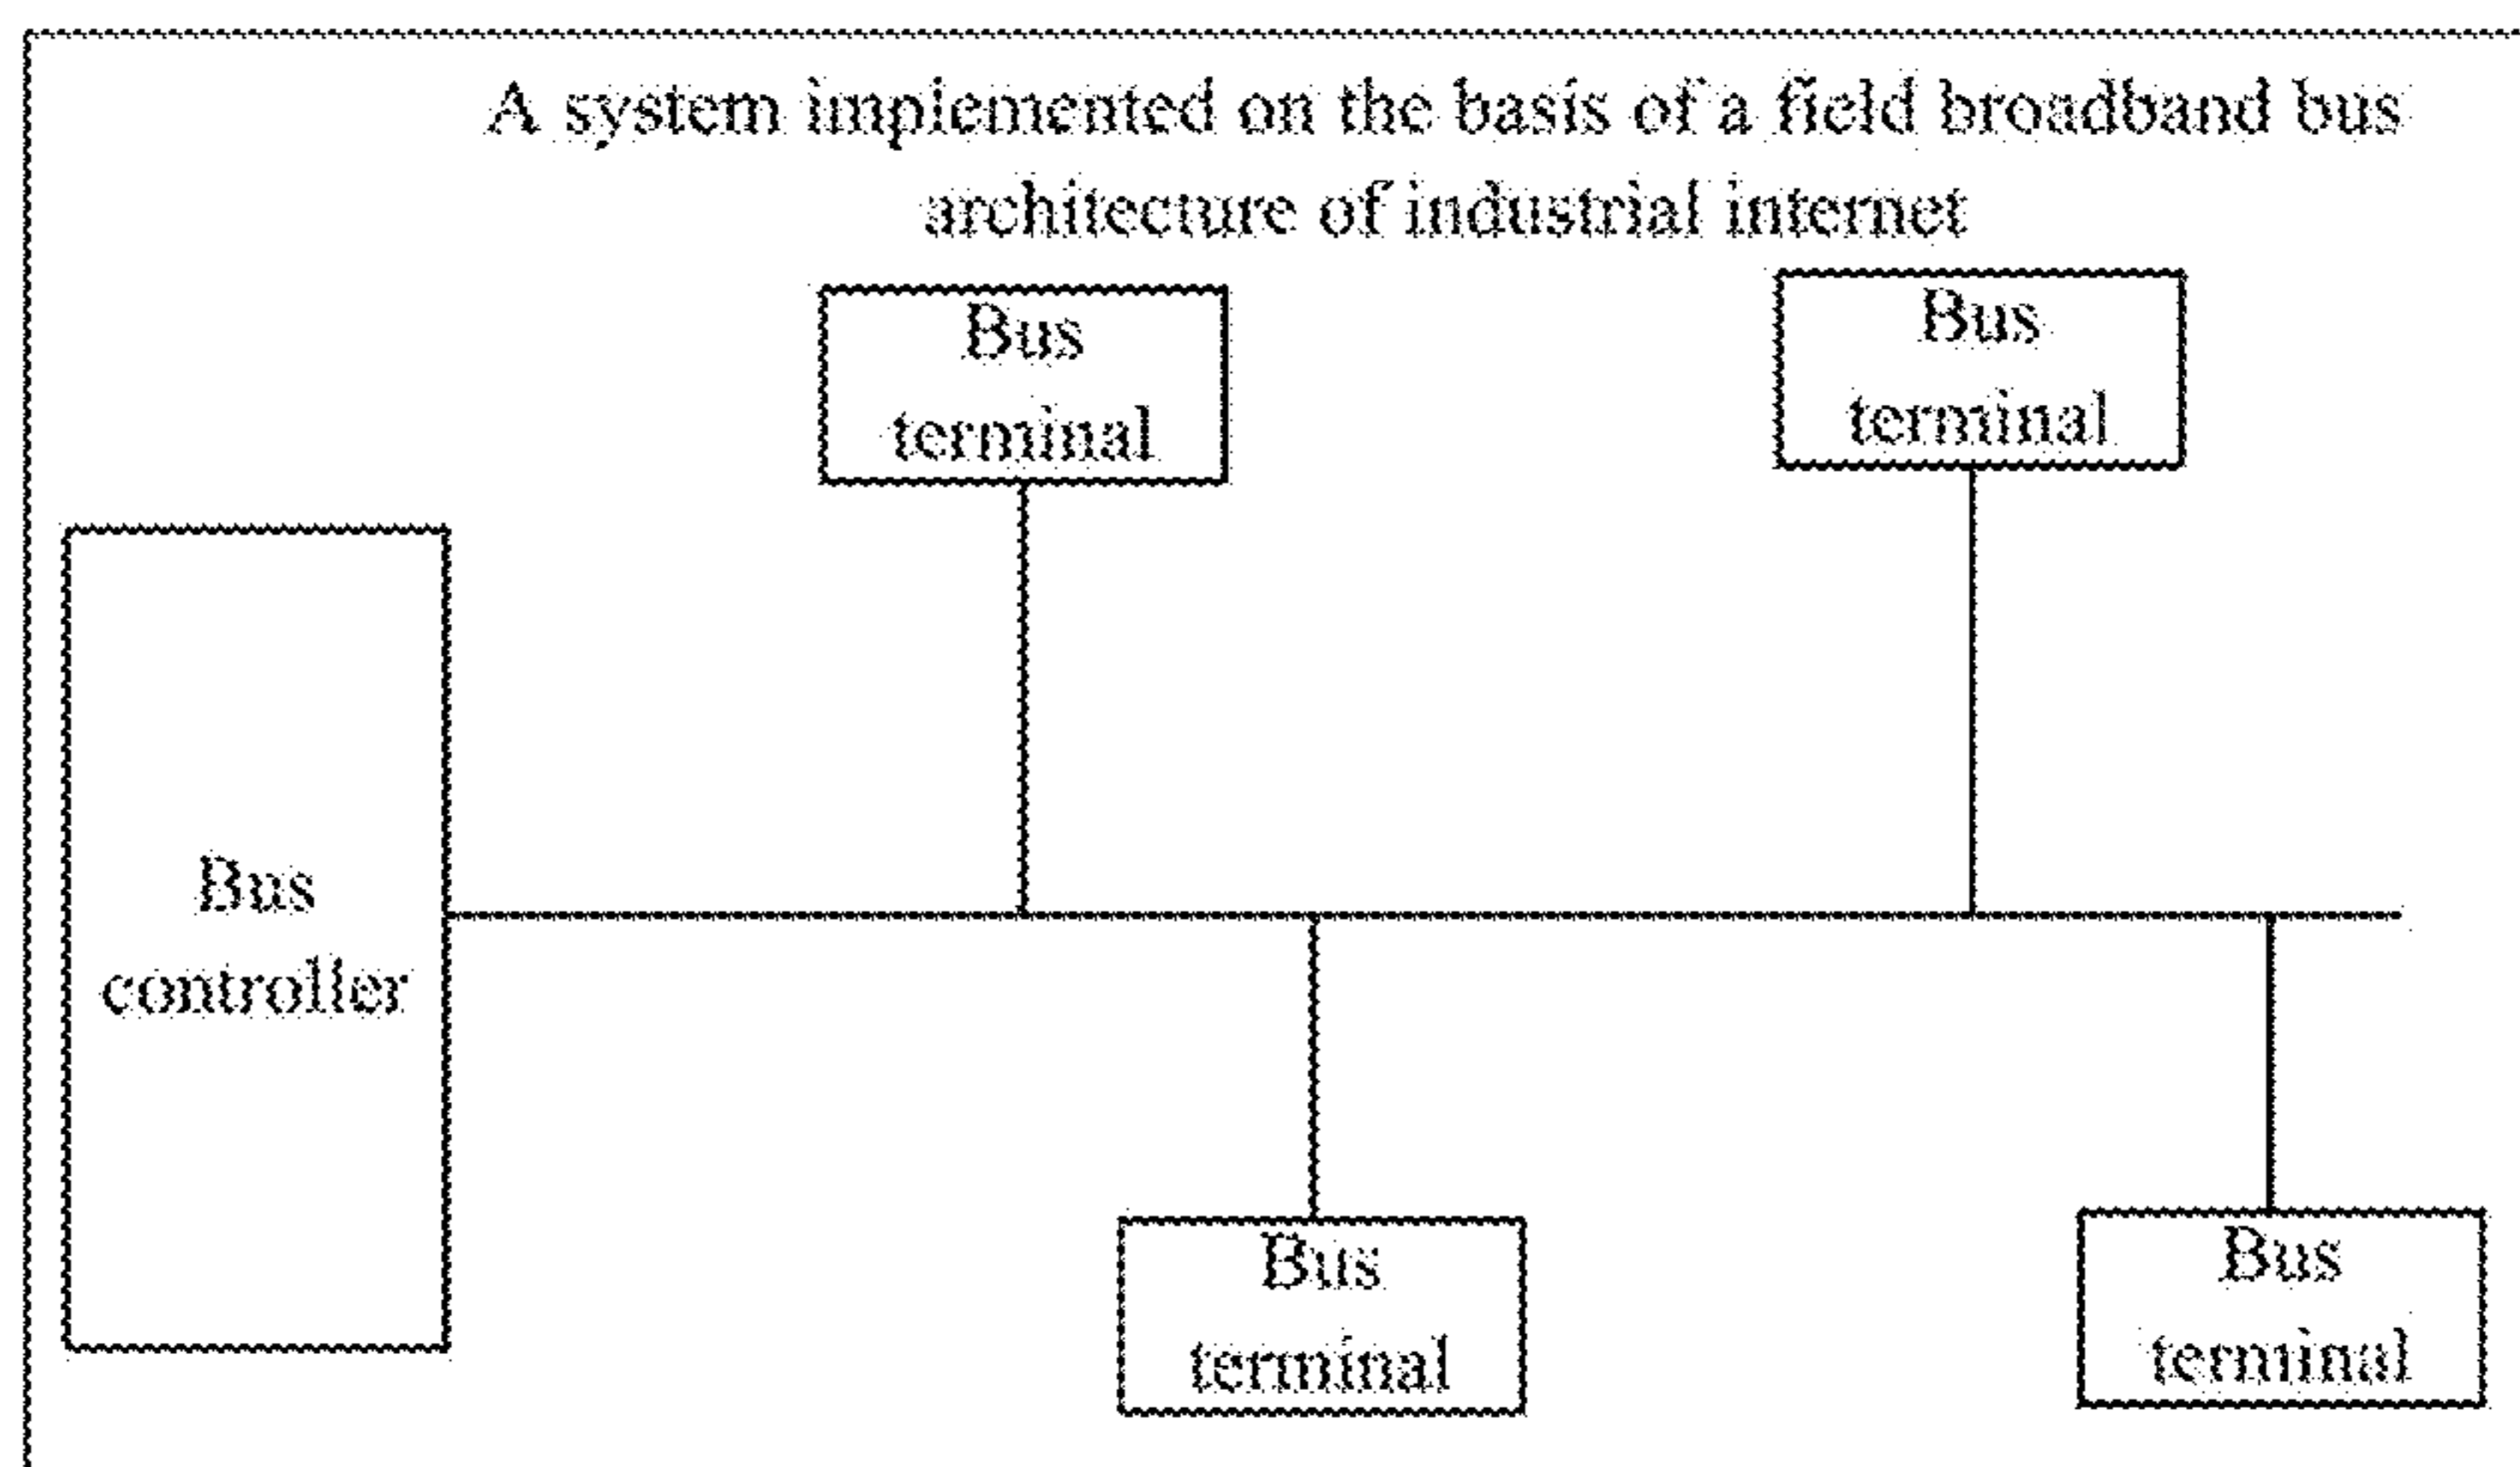 A system implemented on the basis of a field broadband bus
architecture of industrial internet
Bus
terminal
Bus
terminal
Bus
controller
Bus
terminal
Bus
terminal